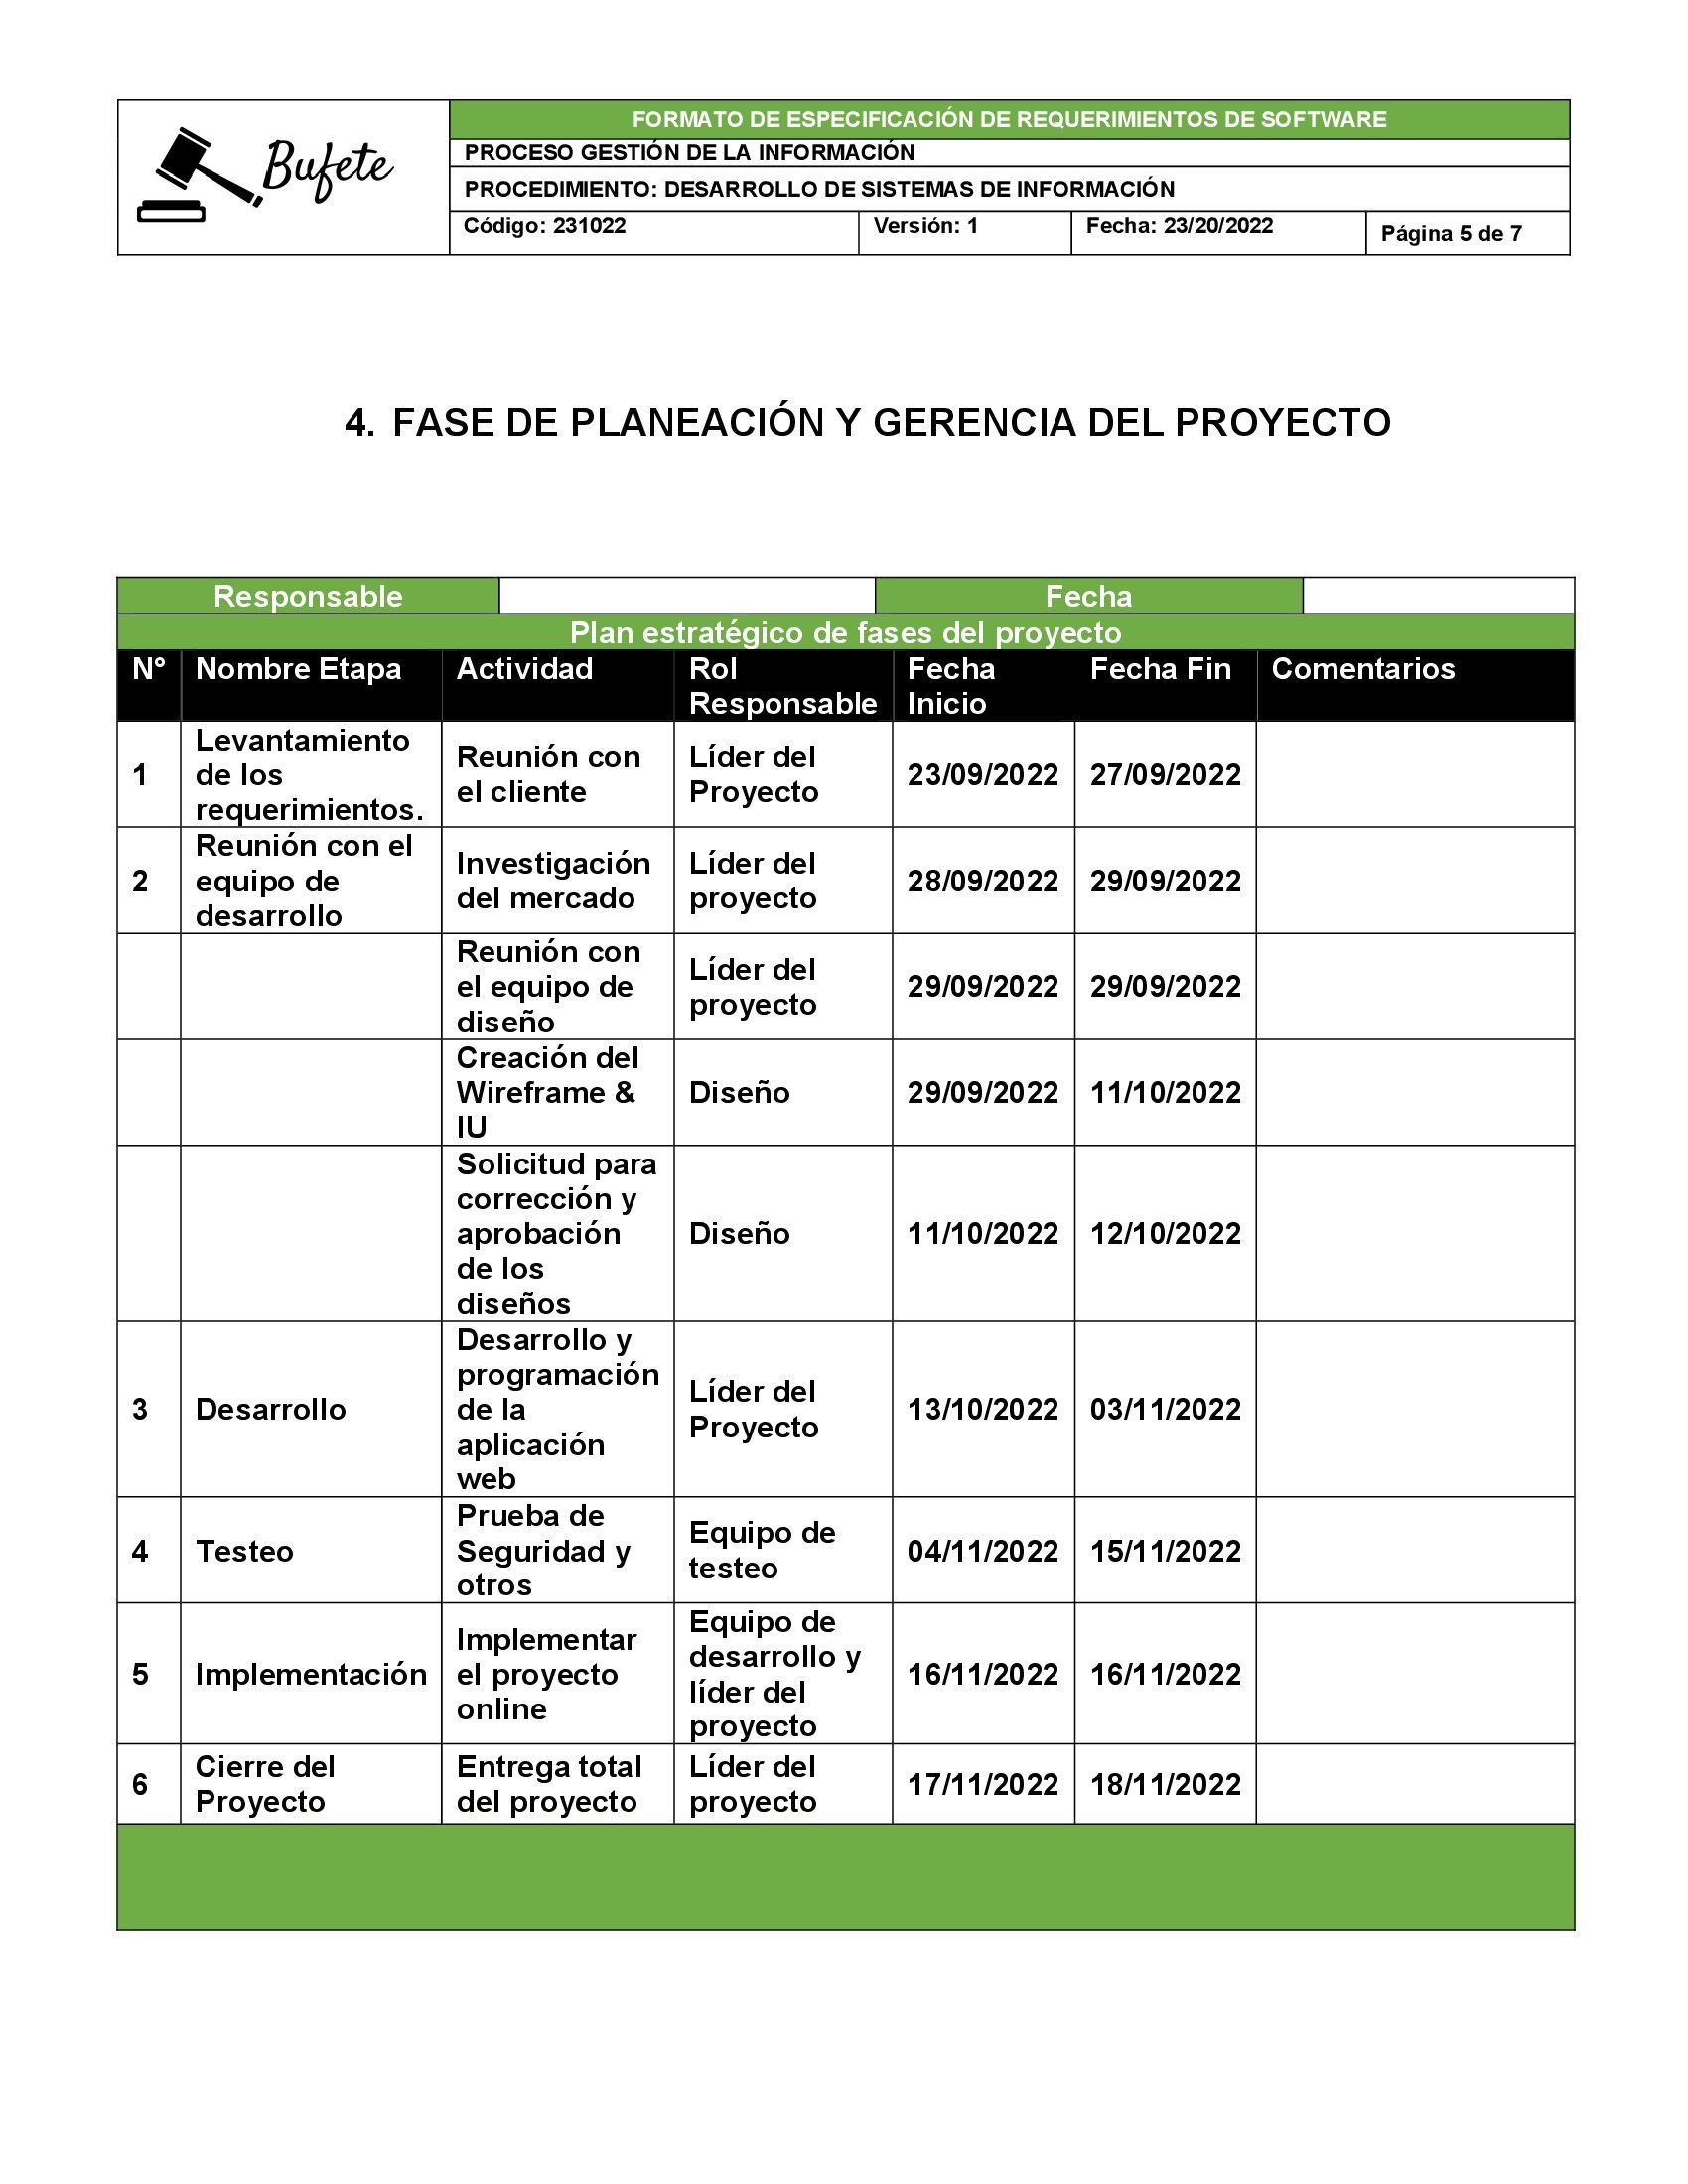 Bufete
FORMATO DE ESPECIFICACIÓN DE REQUERIMIENTOS DE SOFTWARE
PROCESO GESTIÓN DE LA INFORMACIÓN
PROCEDIMIENTO: DESARROLLO DE SISTEMAS DE INFORMACIÓN
Código: 231022
Versión: 1
Fecha: 23/20/2022
Página 5 de 7
4. FASE DE PLANEACIÓN Y GERENCIA DEL PROYECTO
Responsable
Fecha
Plan estratégico de fases del proyecto
N°
Nombre Etapa
Actividad
Rol
Responsable
Fecha
Inicio
Fecha Fin
Comentarios
1
Levantamiento
de los
requerimientos.
Reunión con
el cliente
Líder del
Proyecto
23/09/2022
27/09/2022
2
Reunión con el
equipo de
desarrollo
Investigación
del mercado
Líder del
proyecto
28/09/2022
29/09/2022
Reunión con
el equipo de
diseño
Líder del
proyecto
29/09/2022
29/09/2022
Creación del
Wireframe &
IU
Diseño
29/09/2022
11/10/2022
Solicitud para
corrección y
aprobación
de los
diseños
Diseño
11/10/2022
12/10/2022
3
Desarrollo
Desarrollo y
programación
de la
aplicación
web
Líder del
Proyecto
13/10/2022
03/11/2022
4
Testeo
Prueba de
Seguridad y
otros
Equipo de
testeo
04/11/2022
15/11/2022
5
Implementación
Implementar
el proyecto
online
Equipo de
desarrollo y
líder del
proyecto
16/11/2022
16/11/2022
6
Cierre del
Proyecto
Entrega total
del proyecto
Líder del
proyecto
17/11/2022
18/11/2022